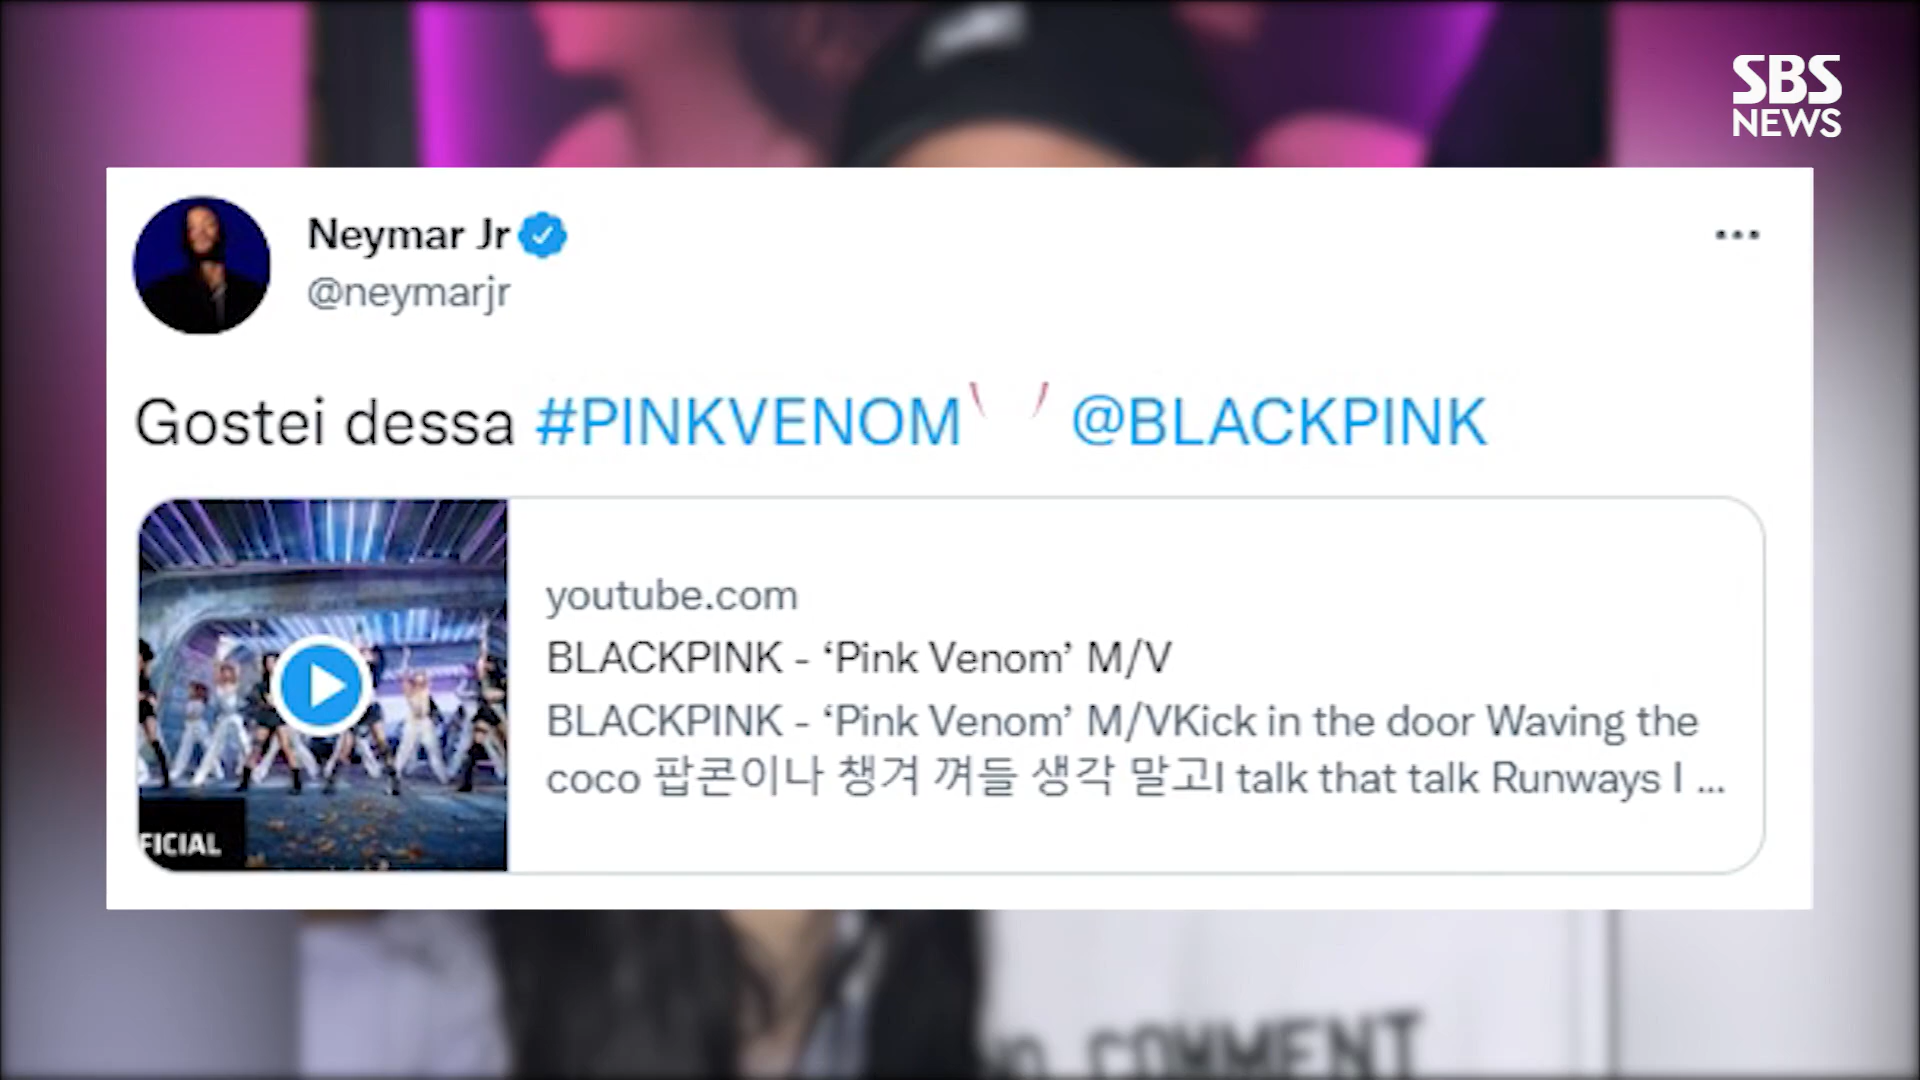 SBS
NEWS
Neymar Jr
@neymarjr
Gostei dessa #PINKVENOM @BLACKPINK
youtube.com
BLACKPINK - ‘Pink Venom’ M/V
BLACKPINK - ‘Pink Venom’ M/VKick in the door Waving the
coco 팝콘이나 챙겨 껴들 생각 말고I talk that talk Runways I ...
FICIAL
COMMENT